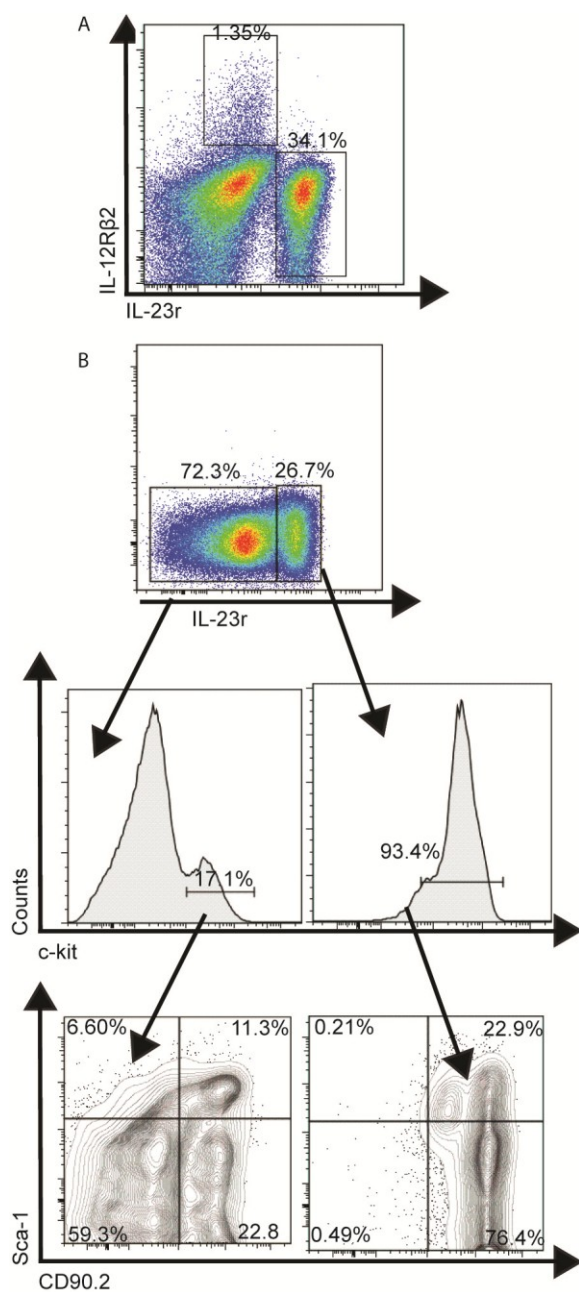 A
1.35%
34.1%
IL-12Rβ2
IL-23r
B
72.3%
26.7%
IL-23r
93.4%
17.1%
Counts
c-kit
6.60%
11.3%
0.21%
22.9%
59.3%
22.8
0.49%
76.4%
Sca-1
CD90.2